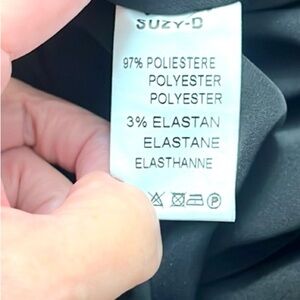 SUZY-D
97% POLIESTERE
POLYESTER
POLYESTER
3% ELASTAN
ELASTANE
ELASTHANNE
P